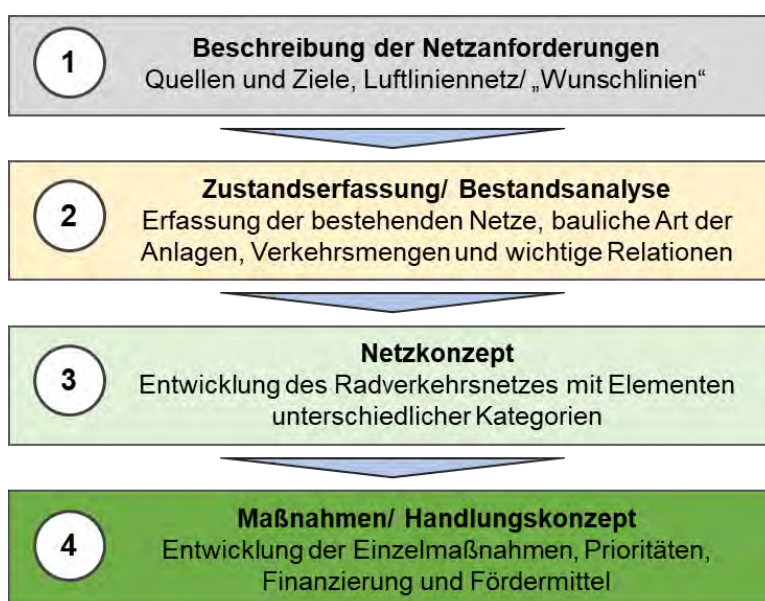 1
Beschreibung der Netzanforderungen
Quellen und Ziele, Luftliniennetz/ „Wunschlinien“
2
Zustandserfassung/ Bestandsanalyse
Erfassung der bestehenden Netze, bauliche Art der
Anlagen, Verkehrsmengen und wichtige Relationen
3
Netzkonzept
Entwicklung des Radverkehrsnetzes mit Elementen
unterschiedlicher Kategorien
4
Maßnahmen/ Handlungskonzept
Entwicklung der Einzelmaßnahmen, Prioritäten,
Finanzierung und Fördermittel